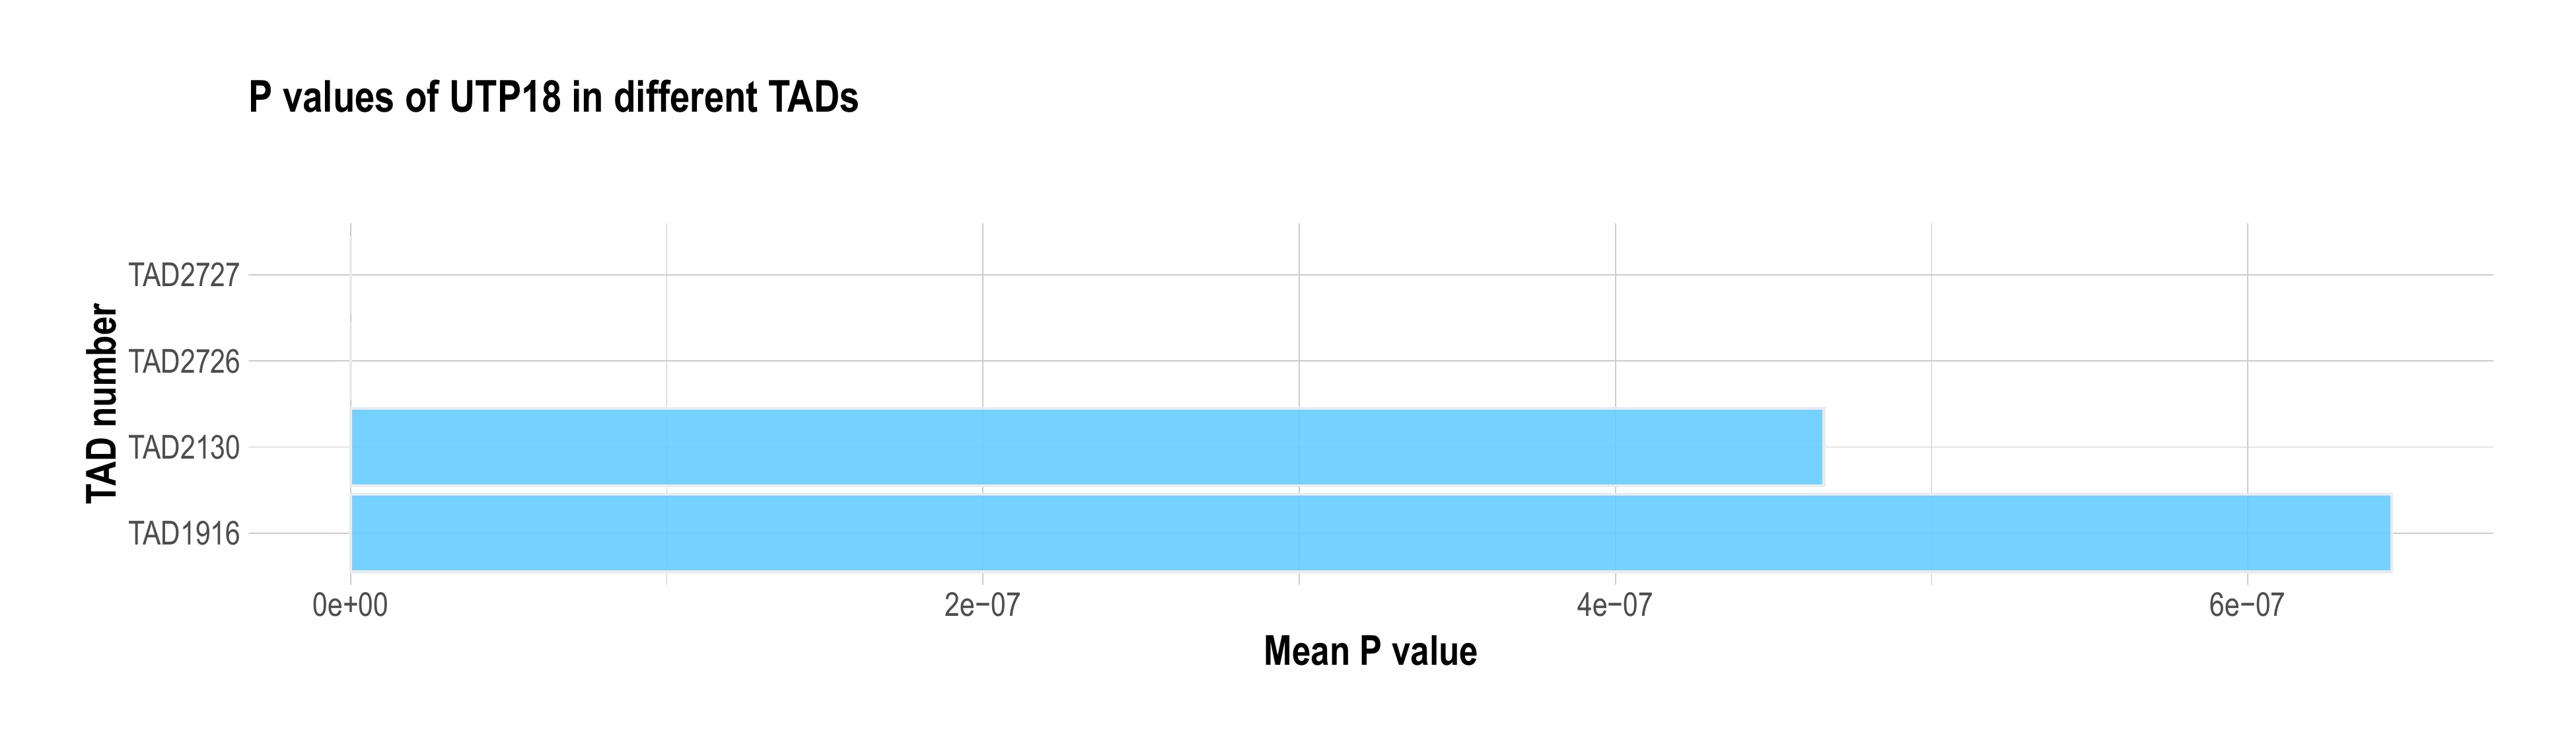 P values of UTP18 in different TADs
TAD number
TAD2727
TAD2726
TAD2130
TAD1916
0e+00 2e−07 4e−07 6e−07
Mean P value